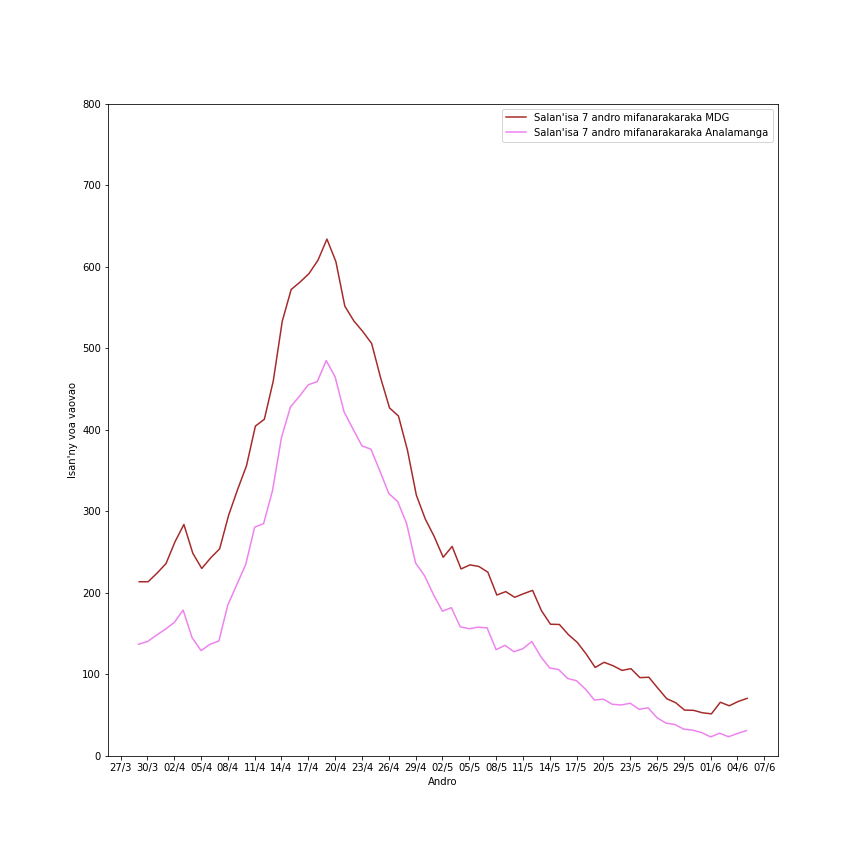 800
700
600
500
400
300
200
100
0
Isan'ny voa vaovao
Salan'isa 7 andro mifanarakaraka MDG
Salan'isa 7 andro mifanarakaraka Analamanga
27/3 30/3 02/4 05/4 08/4 11/4 14/4 17/4 20/4 23/4 26/4 29/4 02/5 05/5 08/5 11/5 14/5 17/5 20/5 23/5 26/5 29/5 01/6 04/6 07/6
Andro